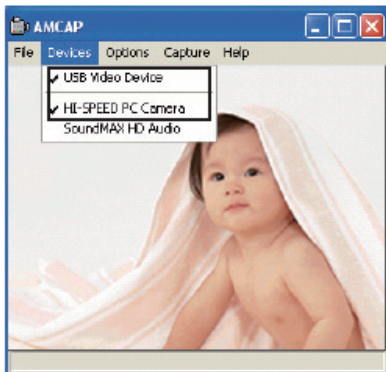 AMCAP
File Devices Options Capture Help
✓ USB Video Device
✓ HI-SPEED PC Camera
SoundMAX HD Audio